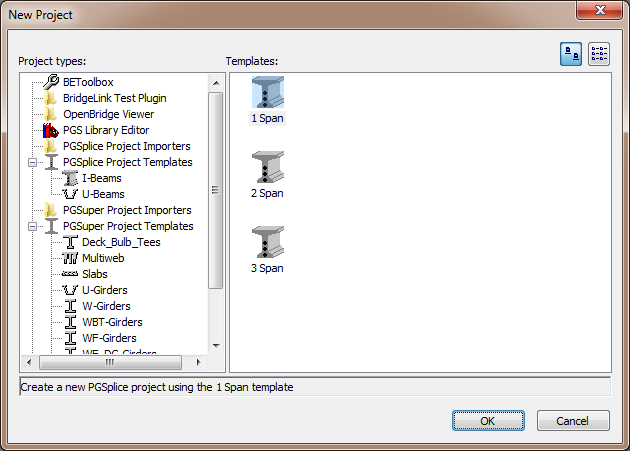 New Project
Project types:
Templates:
BEToolbox
BridgeLink Test Plugin
OpenBridge Viewer
PGS Library Editor
PGSplice Project Importers
PGSplice Project Templates
I-Beams
U-Beams
PGSuper Project Importers
PGSuper Project Templates
Deck_Bulb_Tees
Multiweb
Slabs
U-Girders
W-Girders
WBT-Girders
WF-Girders
WF_DG_Girders
1 Span
2 Span
3 Span
Create a new PGSplice project using the 1 Span template
OK
Cancel